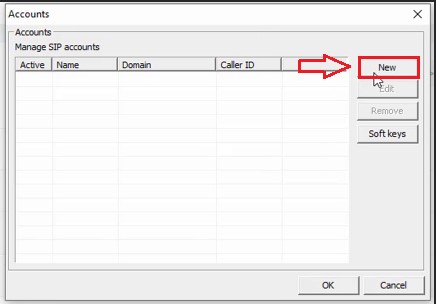 Accounts
Accounts
Manage SIP accounts
Active Name Domain Caller ID
New
Edit
Remove
Soft keys
OK Cancel